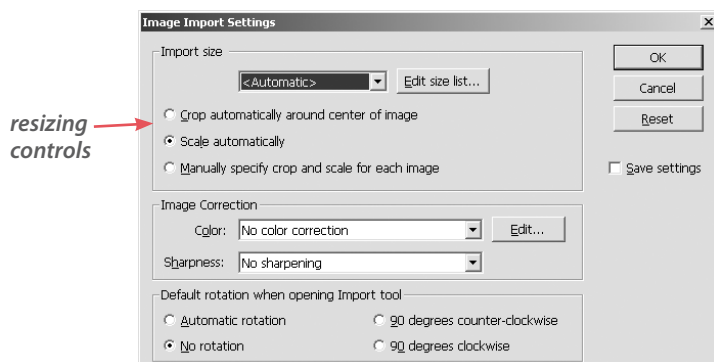 Image Import Settings
Import size
<Automatic>
Edit size list...
Crop automatically around center of image
Scale automatically
Manually specify crop and scale for each image
OK
Cancel
Reset
Save settings
resizing
controls
Image Correction
Color: No color correction
Edit...
Sharpness: No sharpening
Default rotation when opening Import tool
Automatic rotation
90 degrees counter-clockwise
No rotation
90 degrees clockwise